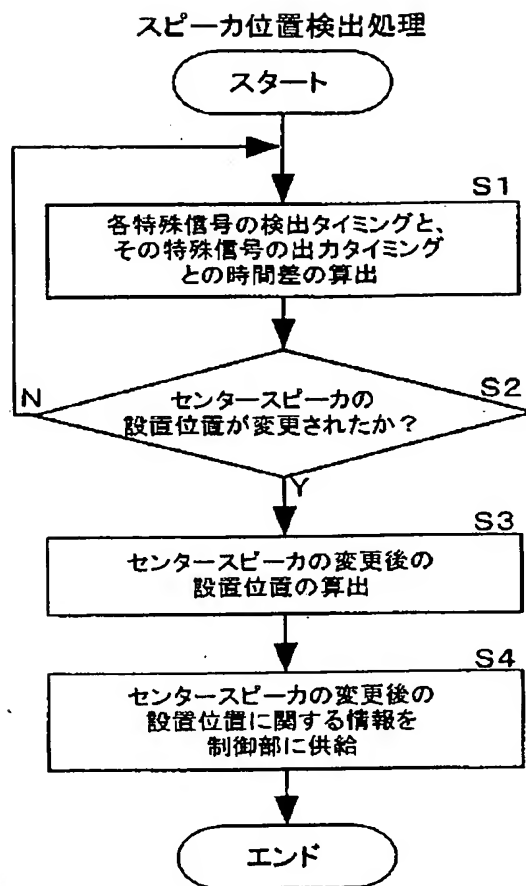 スピーカ位置検出処理
スタート
S1
各特殊信号の検出タイミングと、
その特殊信号の出力タイミング
との時間差の算出
S2
N
センタースピーカの
設置位置が変更されたか？
Y
S3
センタースピーカの変更後の
設置位置の算出
S4
センタースピーカの変更後の
設置位置に関する情報を
制御部に供給
エンド